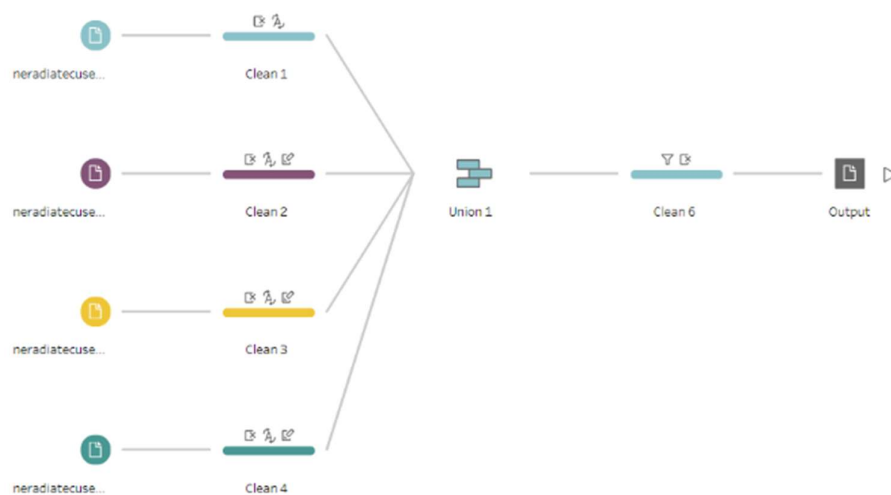 neradiatecuse...
Clean 1
neradiatecuse...
Clean 2
Union 1
Clean 6
Output
neradiatecuse...
Clean 3
neradiatecuse...
Clean 4